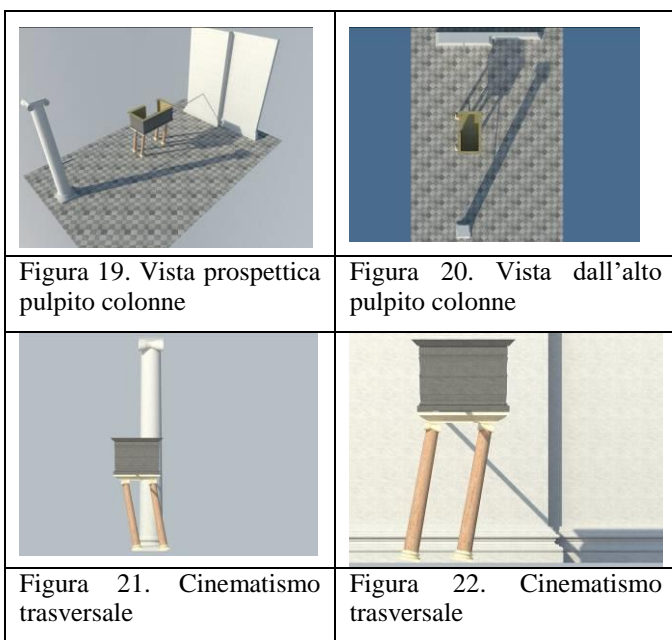 Figura 19. Vista prospettica
pulpito colonne
Figura 20. Vista dall'alto
pulpito colonne
Figura 21. Cinematismo
trasversale
Figura 22. Cinematismo
trasversale